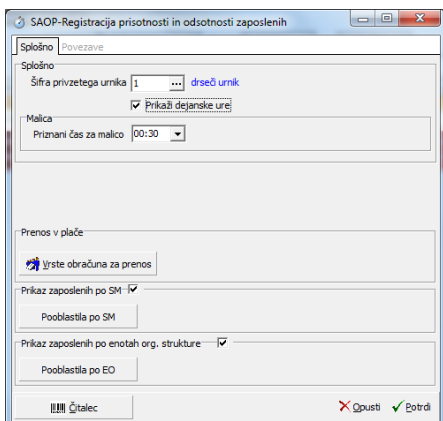 SAOP-Registracija prisotnosti in odsotnosti zaposlenih
Splošno Povezave
Splošno
Šifra privzetega urnika 1 ... drseči urnik
Prikaži dejanske ure
Malica
Priznani čas za malico 00:30
Prenos v plače
Vrste obračuna za prenos
Prikaz zaposlenih po SM
Pooblastila po SM
Prikaz zaposlenih po enotah org. strukture
Pooblastila po EO
Čitalec
Opusti Potrdi